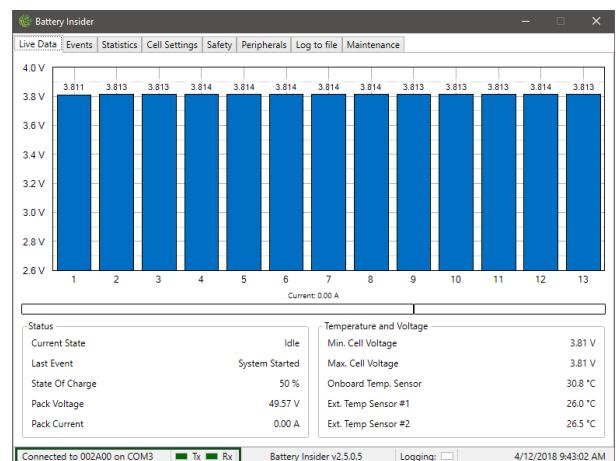 Battery Insider
Live Data Events Statistics Cell Settings Safety Peripherals Log to file Maintenance
4.0 V
3.811 3.813 3.813 3.814 3.813 3.814 3.814 3.814 3.813 3.813 3.814 3.813
3.8 V
3.6 V
3.4 V
3.2 V
3.0 V
2.8 V
2.6 V
1 2 3 4 5 6 7 8 9 10 11 12 13
Current: 0.00 A
Status
Current State Idle
Last Event System Started
State Of Charge 50 %
Pack Voltage 49.57 V
Pack Current 0.00 A
Temperature and Voltage
Min. Cell Voltage 3.81 V
Max. Cell Voltage 3.81 V
Onboard Temp. Sensor 30.8 °C
Ext. Temp Sensor #1 26.0 °C
Ext. Temp Sensor #2 26.5 °C
Connected to 002A00 on COM3 Tx Rx Battery Insider v2.5.0.5 Logging: 4/12/2018 9:43:02 AM